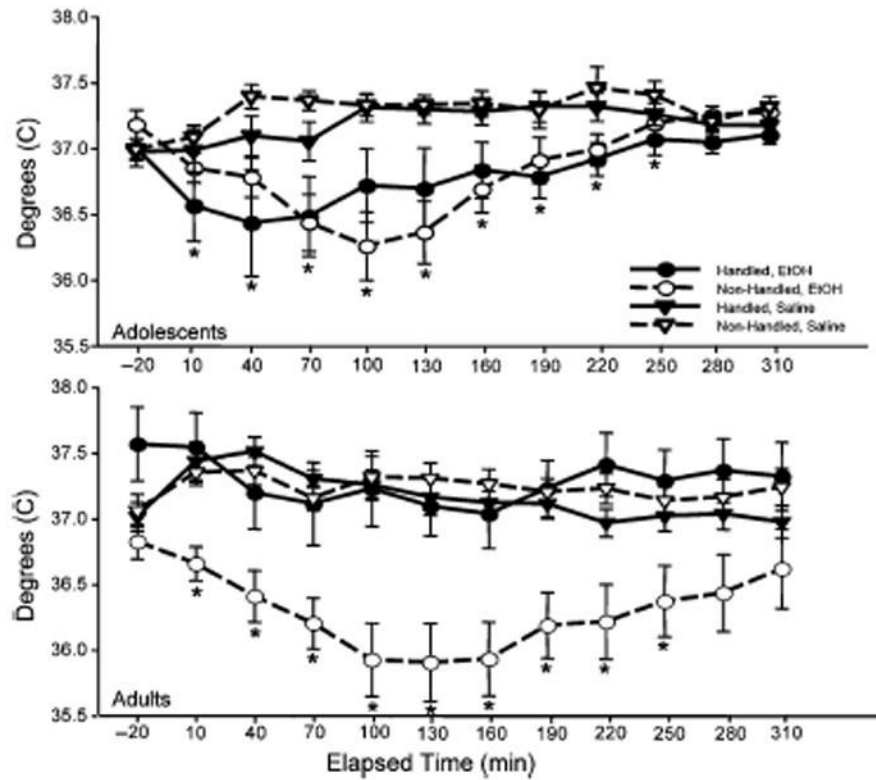 38.0
37.5
37.0
36.5
36.0
35.5
Degrees (C)
* * * * * * * * *
Handled, EtOH
Non-Handled, EtOH
Handled, Saline
Non-Handled, Saline
Adolescents
–20 10 40 70 100 130 160 190 220 250 280 310
38.0
37.5
37.0
36.5
36.0
35.5
Degrees (C)
* * * * * * * * *
Adults
–20 10 40 70 100 130 160 190 220 250 280 310
Elapsed Time (min)